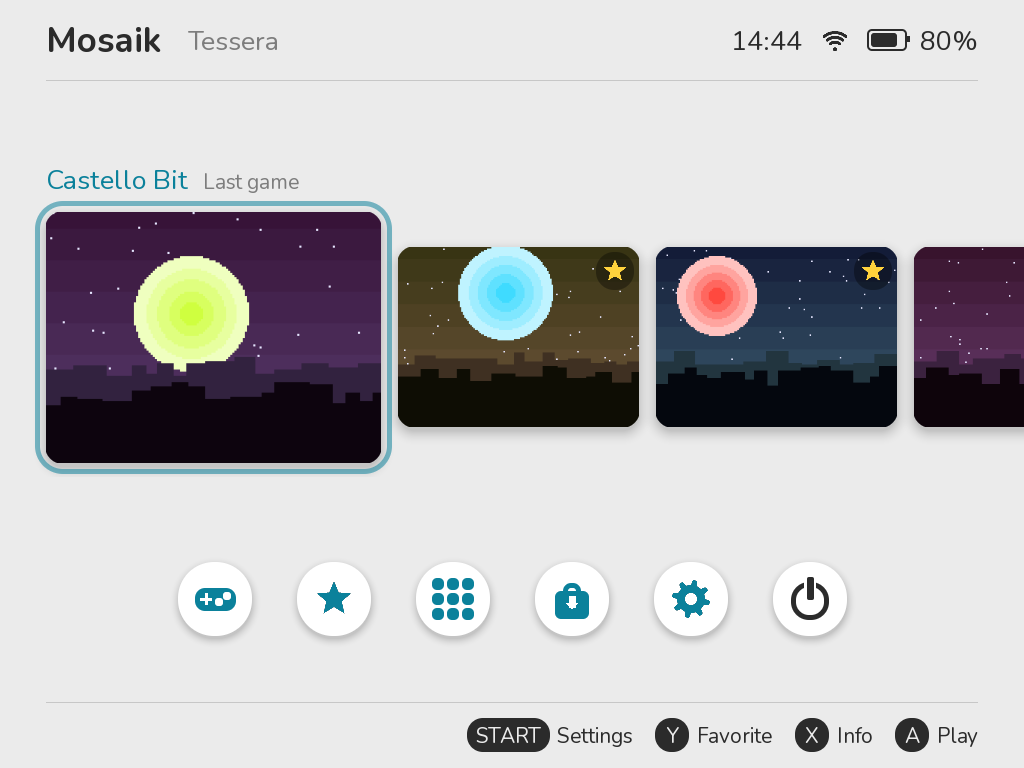 Mosaik Tessera 14:44 80%
Castello Bit Last game
START Settings Y Favorite X Info A Play